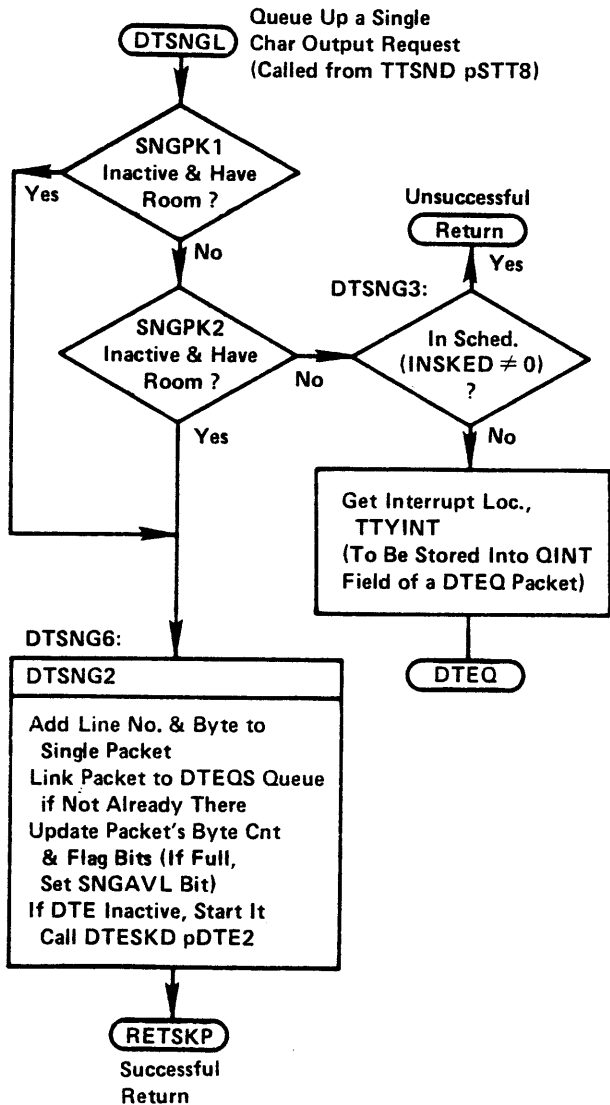 DTSNGL
Queue Up a Single
Char Output Request
(Called from TTSND pSTT8)
SNGPK1
Inactive & Have
Room ?
Yes
No
SNGPK2
Inactive & Have
Room ?
No
Yes
Unsuccessful
Return
Yes
DTSNG3:
In Sched.
(INSKED ≠ 0)
?
No
Get Interrupt Loc.,
TTYINT
(To Be Stored Into QINT
Field of a DTEQ Packet)
DTEQ
DTSNG6:
DTSNG2
Add Line No. & Byte to
Single Packet
Link Packet to DTEQS Queue
if Not Already There
Update Packet's Byte Cnt
& Flag Bits (If Full,
Set SNGAVL Bit)
If DTE Inactive, Start It
Call DTESKD pDTE2
RETSKP
Successful
Return